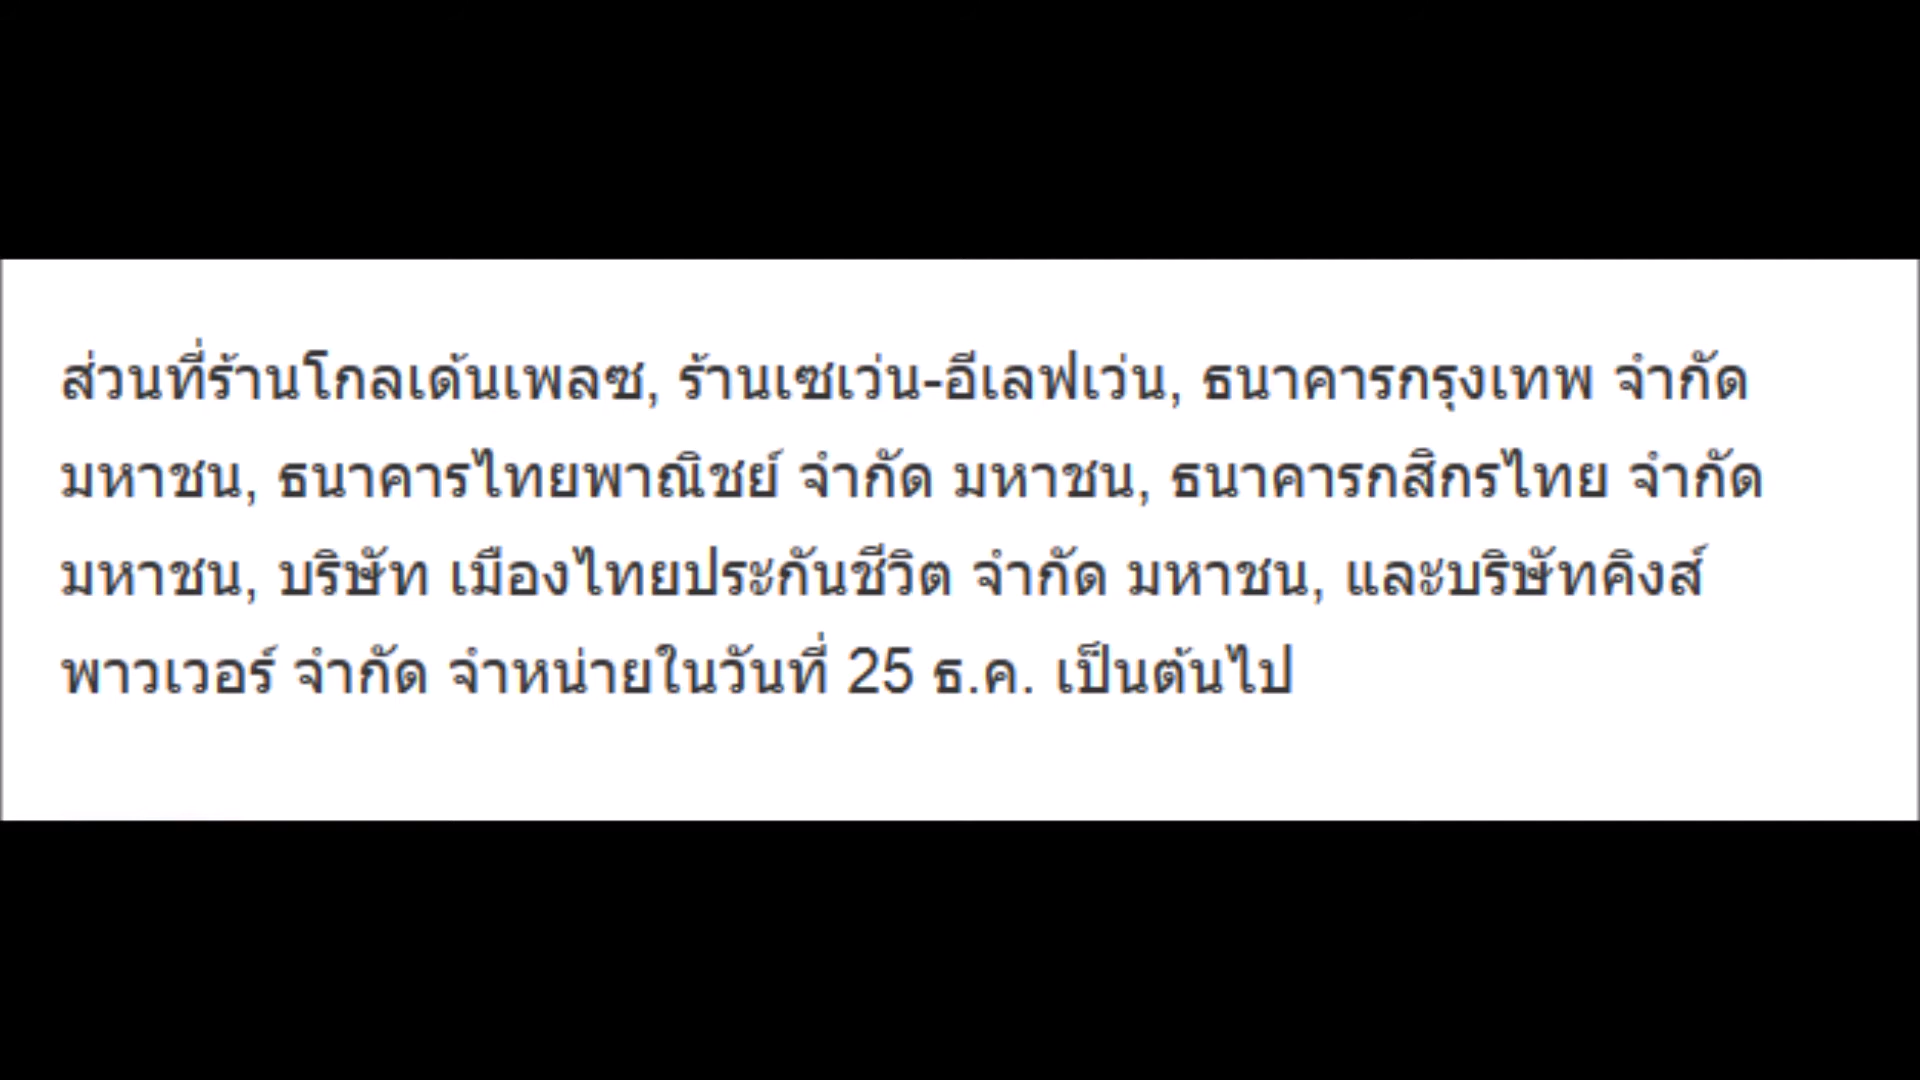 ส่วนที่ร้านโกลเด้นเพลซ, ร้านเซเว่น-อีเลฟเว่น, ธนาคารกรุงเทพ จำกัด
มหาชน, ธนาคารไทยพาณิชย์ จำกัด มหาชน, ธนาคารกสิกรไทย จำกัด
มหาชน, บริษัท เมืองไทยประกันชีวิต จำกัด มหาชน, และบริษัทคิงส์
พาวเวอร์ จำกัด จำหน่ายในวันที่ 25 ธ.ค. เป็นต้นไป